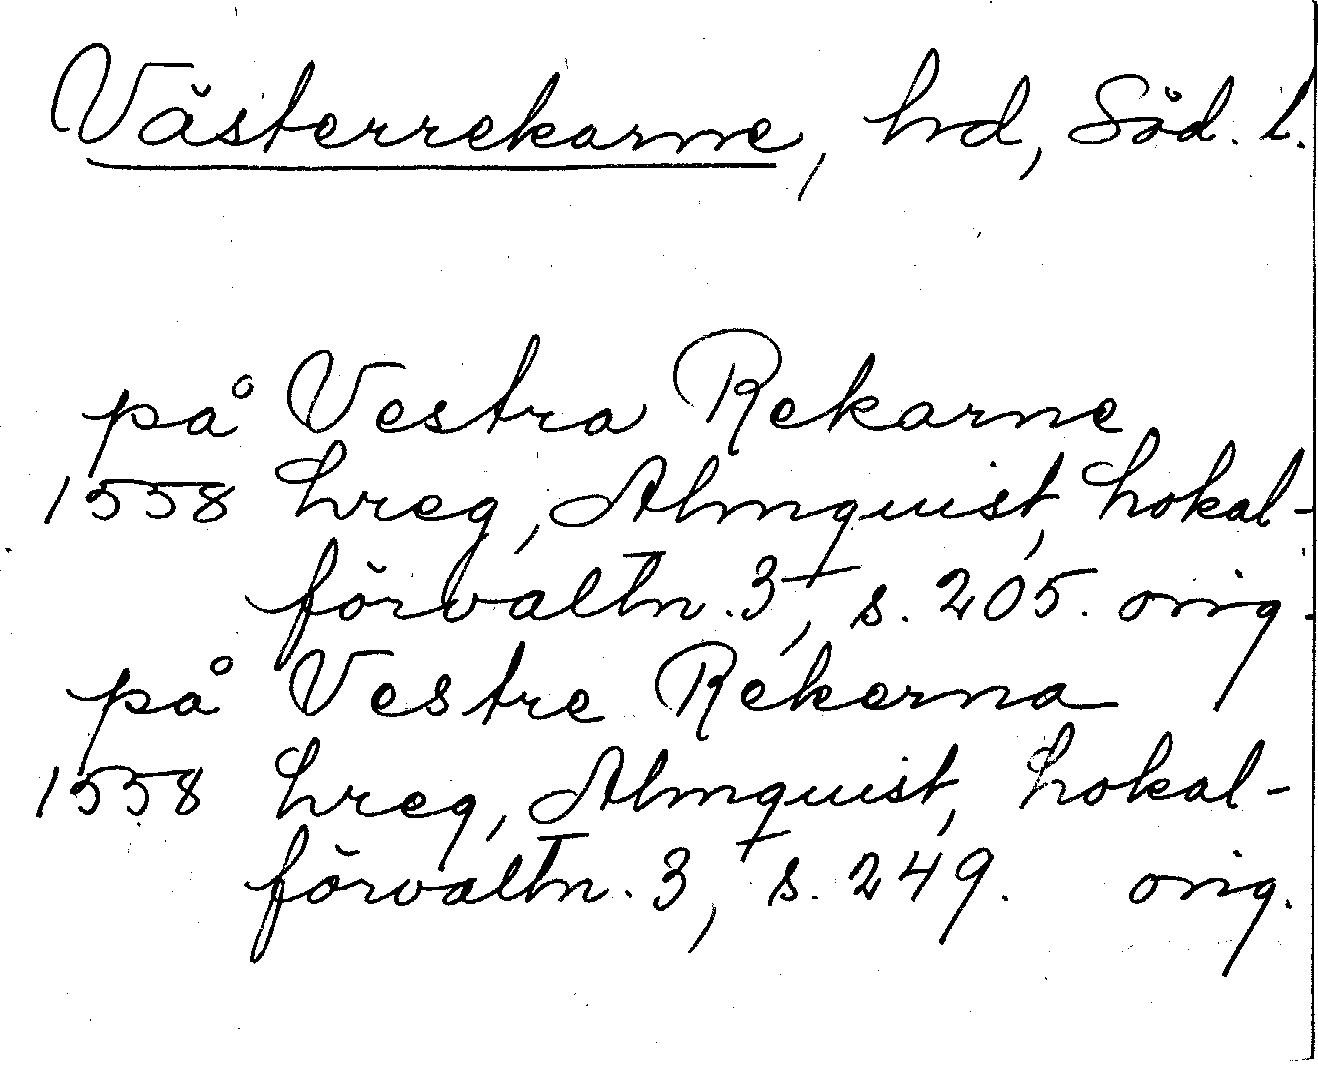 Västerrekarne, hd, Söd. l.
på Vestra Rekarne
1558 hreg, Almquist, Lokal-
förvaltn. 3, s. 205. orig.
på Vestre Rekerna
1558 hreg, Almquist, Lokal-
förvaltn. 3, s. 249. orig.